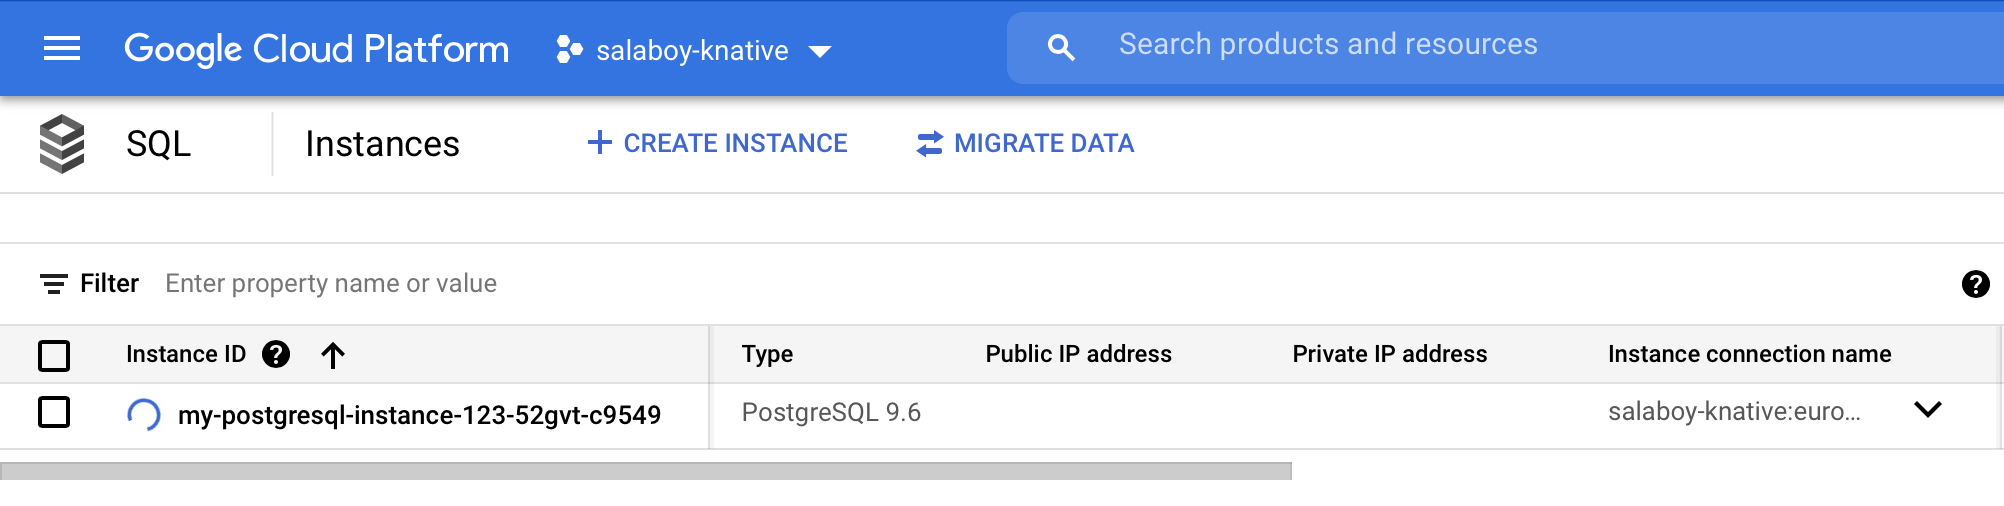 Google Cloud Platform salaboy-knative Search products and resources
SQL Instances CREATE INSTANCE MIGRATE DATA
Filter Enter property name or value ?
Instance ID ? Type Public IP address Private IP address Instance connection name
my-postgresql-instance-123-52gvt-c9549 PostgreSQL 9.6 salaboy-knative:euro...